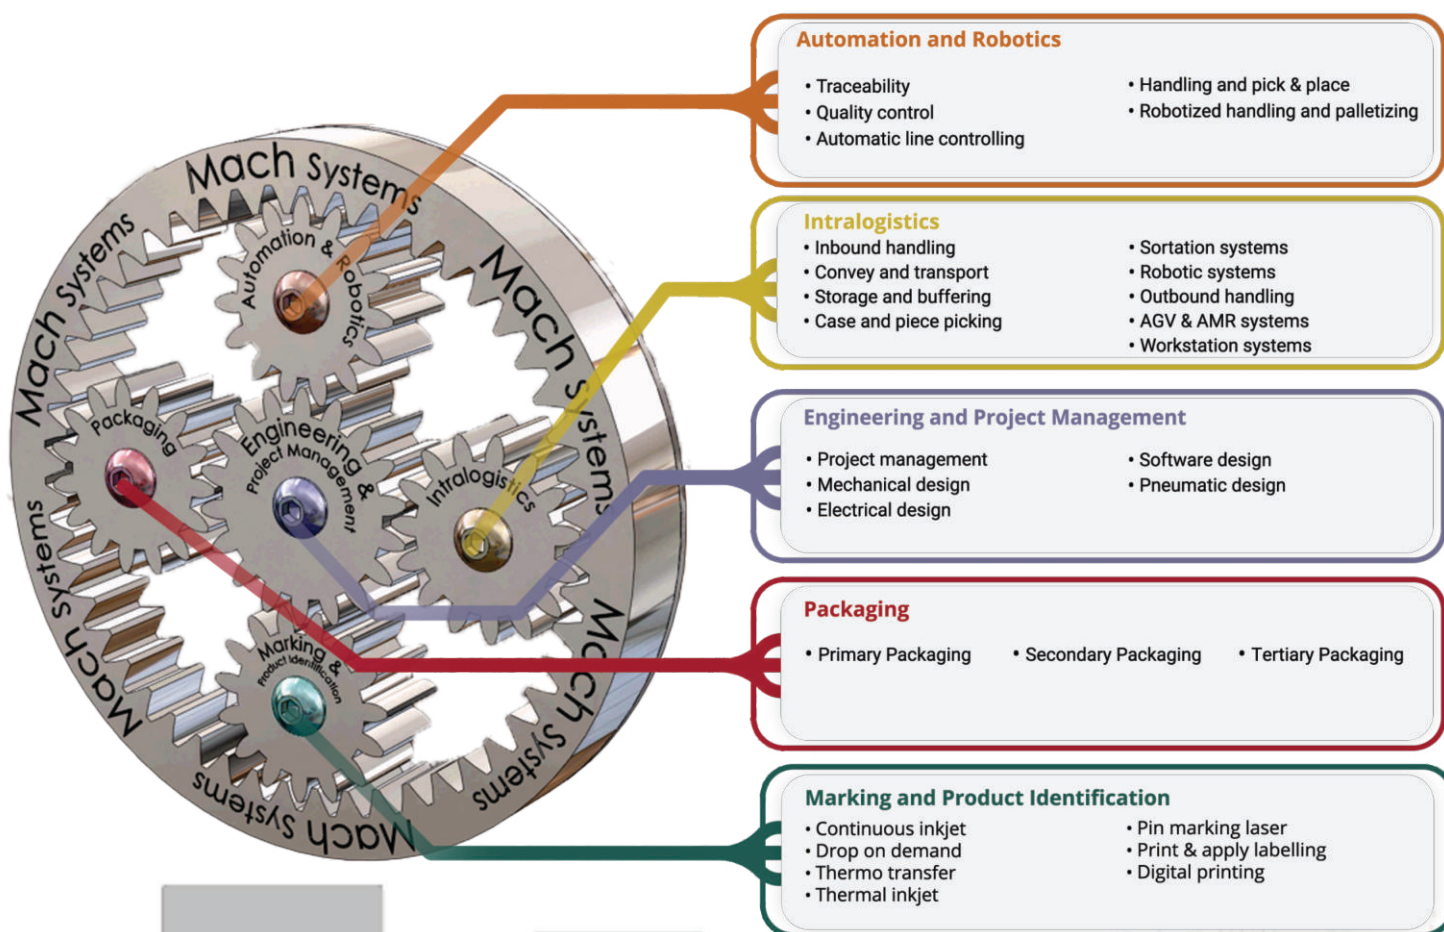 Automation and Robotics
• Traceability
• Quality control
• Automatic line controlling
• Handling and pick & place
• Robotized handling and palletizing
Intralogistics
• Inbound handling
• Convey and transport
• Storage and buffering
• Case and piece picking
• Sortation systems
• Robotic systems
• Outbound handling
• AGV & AMR systems
• Workstation systems
Engineering and Project Management
• Project management
• Mechanical design
• Electrical design
• Software design
• Pneumatic design
Packaging
• Primary Packaging
• Secondary Packaging
• Tertiary Packaging
Marking and Product Identification
• Continuous inkjet
• Drop on demand
• Thermo transfer
• Thermal inkjet
• Pin marking laser
• Print & apply labelling
• Digital printing
Mach Systems
Mach Systems
Mach Systems
Mach Systems
Mach Systems
Mach Systems
Automation & Robotics
Packaging
Engineering &
Project Management
Intralogistics
Marking &
Product Identification